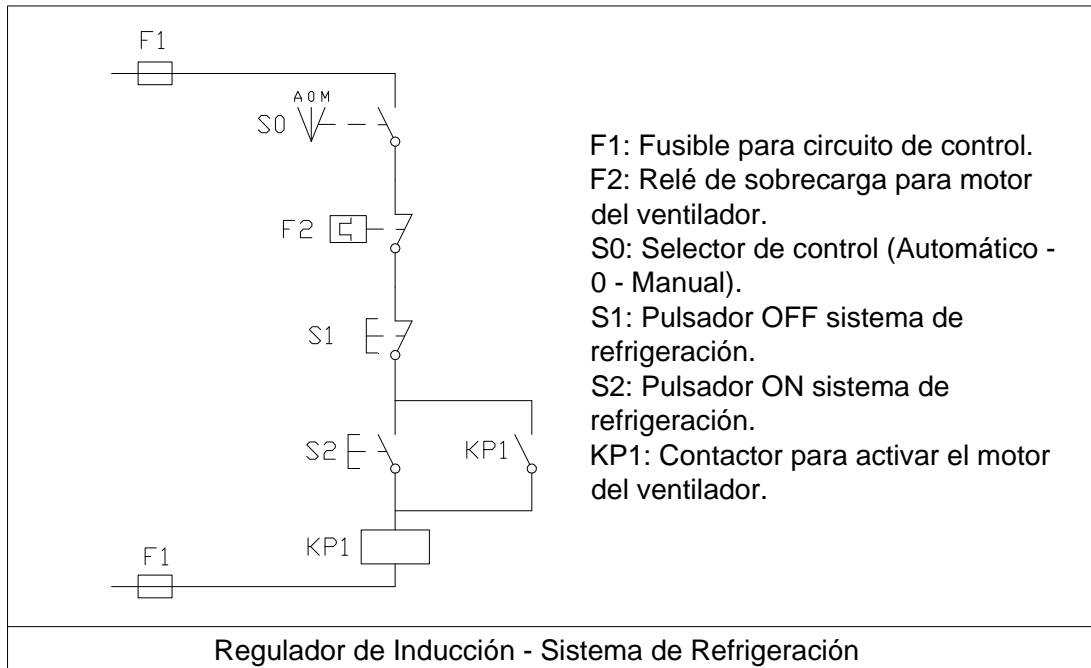 F1
A 0 M
S0
F2
S1
S2
KP1
KP1
F1
F1: Fusible para circuito de control.
F2: Relé de sobrecarga para motor
del ventilador.
S0: Selector de control (Automático -
0 - Manual).
S1: Pulsador OFF sistema de
refrigeración.
S2: Pulsador ON sistema de
refrigeración.
KP1: Contactor para activar el motor
del ventilador.
Regulador de Inducción - Sistema de Refrigeración